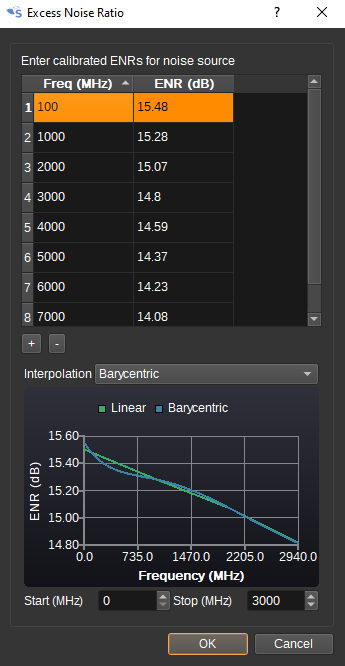 S Excess Noise Ratio ? ×
Enter calibrated ENRs for noise source
Freq (MHz) ENR (dB)
1 100 15.48
2 1000 15.28
3 2000 15.07
4 3000 14.8
5 4000 14.59
6 5000 14.37
7 6000 14.23
8 7000 14.08
+ -
Interpolation Barycentric
Linear Barycentric
15.60
15.40
15.20
15.00
14.80
ENR (dB)
0.0 735.0 1470.0 2205.0 2940.0
Frequency (MHz)
Start (MHz) 0 Stop (MHz) 3000
OK Cancel